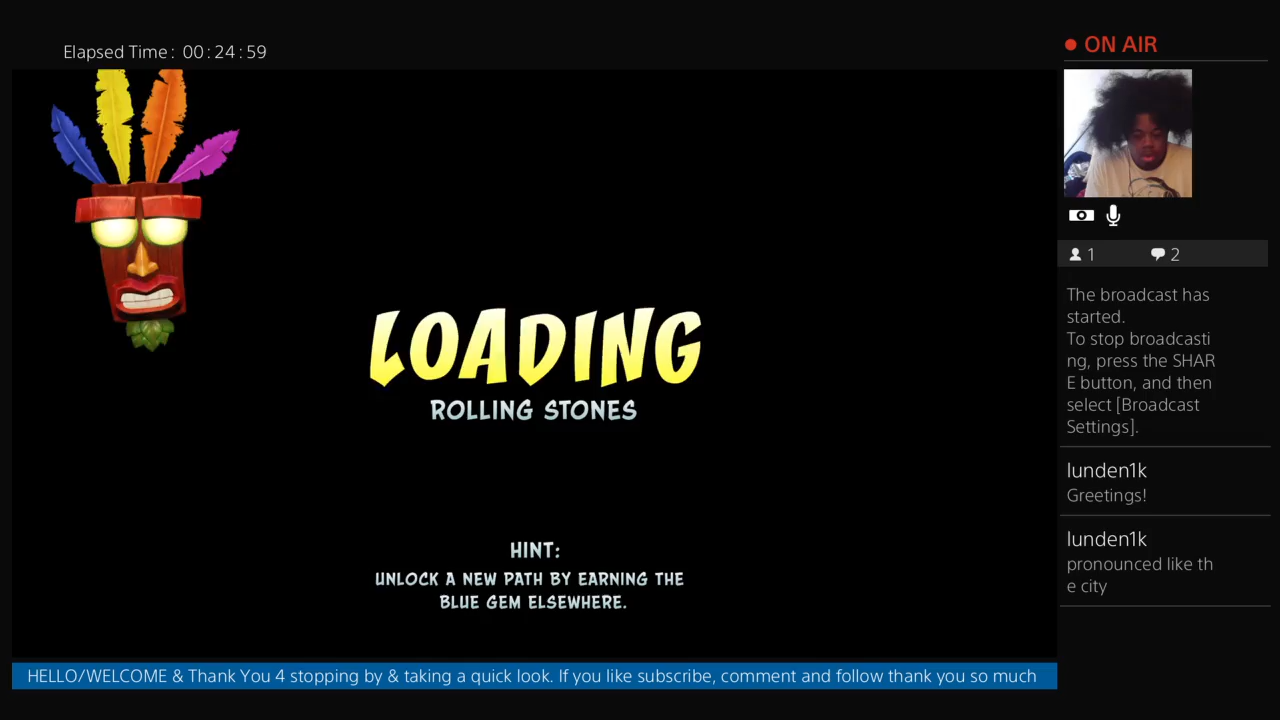 Elapsed Time: 00:24:59
ON AIR
1 2
The broadcast has
started.
To stop broadcasti
ng, press the SHAR
E button, and then
select [Broadcast
Settings].
lunden1k
Greetings!
lunden1k
pronounced like th
e city
LOADING
ROLLING STONES
HINT:
UNLOCK A NEW PATH BY EARNING THE
BLUE GEM ELSEWHERE.
HELLO/WELCOME & Thank You 4 stopping by & taking a quick look. If you like subscribe, comment and follow thank you so much